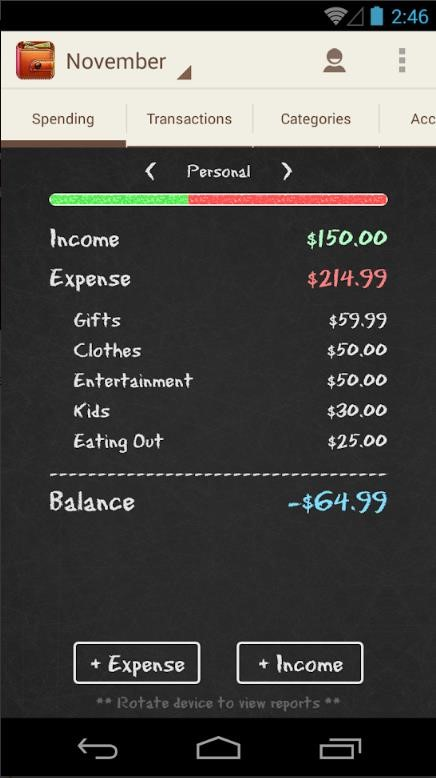 2:46
November
Spending Transactions Categories Acc
Personal
Income $150.00
Expense $214.99
Gifts $59.99
Clothes $50.00
Entertainment $50.00
Kids $30.00
Eating Out $25.00
Balance -$64.99
+ Expense + Income
** Rotate device to view reports **